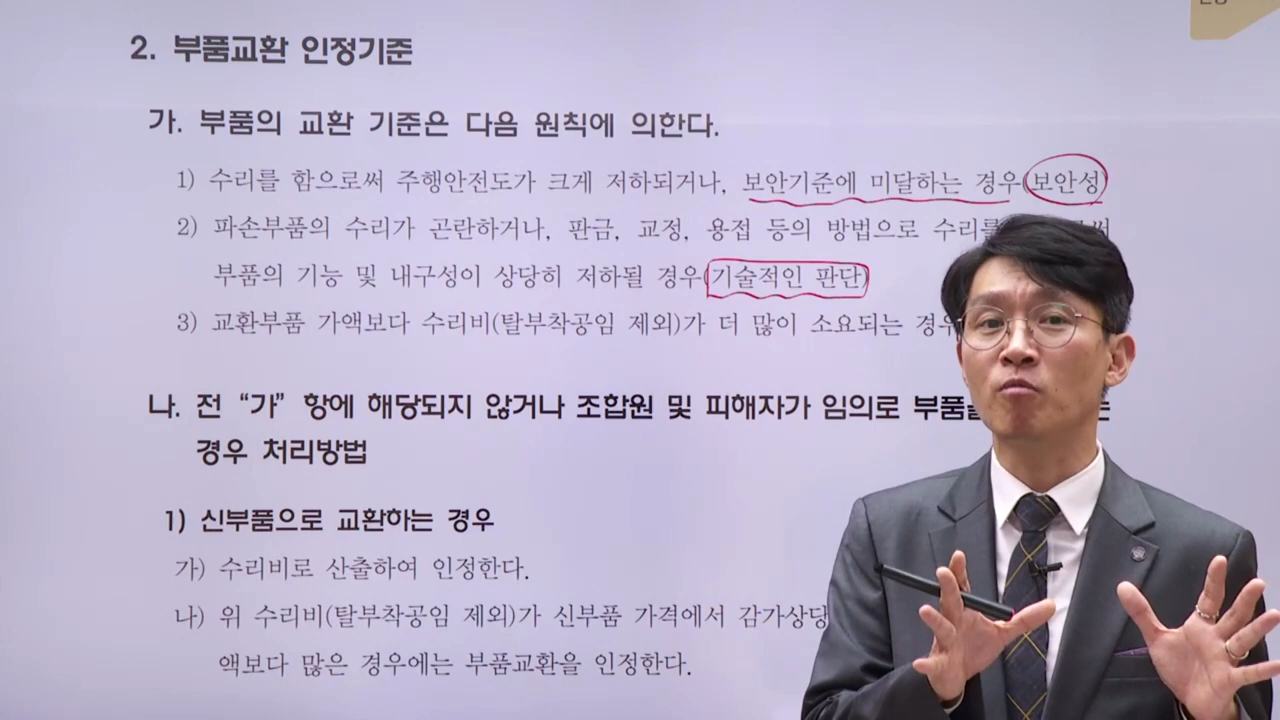 2. 부품교환 인정기준
가. 부품의 교환 기준은 다음 원칙에 의한다.
1) 수리를 함으로써 주행안전도가 크게 저하되거나, 보안기준에 미달하는 경우(보안성)
2) 파손부품의 수리가 곤란하거나, 판금, 교정, 용접 등의 방법으로
부품의 기능 및 내구성이 상당히 저하될 경우(기술적인 판단)
3) 교환부품 가액보다 수리비(탈부착공임 제외)가 더 많이 소요되는 경우
나. 전 “가” 항에 해당되지 않거나 조합원 및 피해자가 임의로
경우 처리방법
1) 신부품으로 교환하는 경우
가) 수리비로 산출하여 인정한다.
나) 위 수리비(탈부착공임 제외)가 신부품 가격에서 감가상당
액보다 많은 경우에는 부품교환을 인정한다.